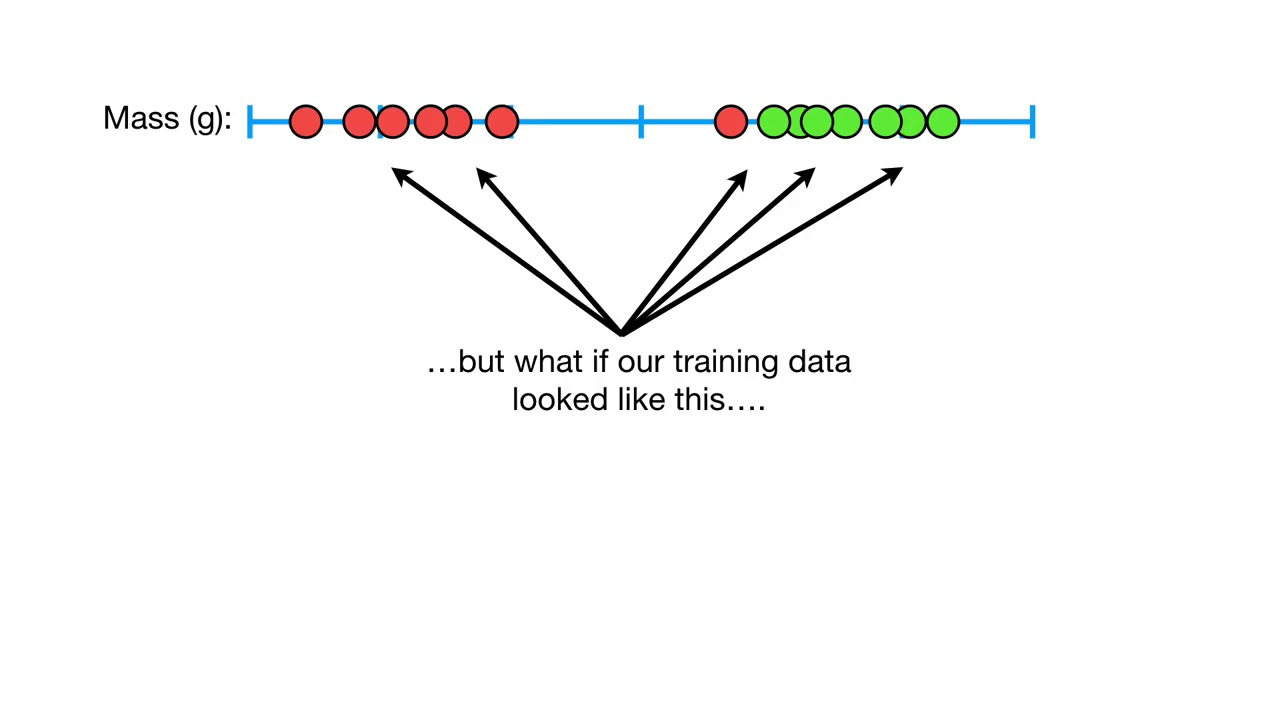 Mass (g):
…but what if our training data
looked like this….